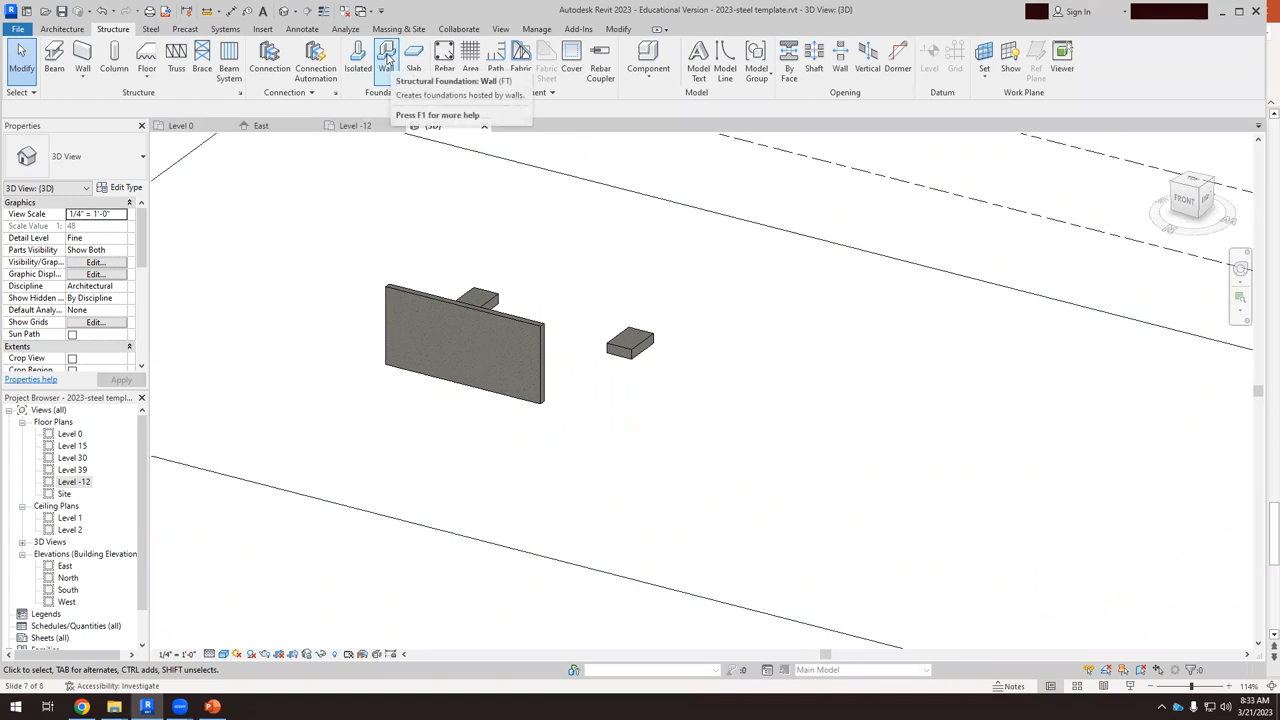 Autodesk Revit 2023 - Educational Version - 2023-steel template.rvt - 3D View: {3D}
Sign In
File Architecture Structure Steel Precast Systems Insert Annotate Analyze Massing & Site Collaborate View Manage Add-Ins Modify
Modify Beam Wall Column Floor Truss Brace Beam System Connection Connection Automation Isolated Wall Slab Rebar Area Path Fabric Fabric Sheet Cover Rebar Coupler Component Model Text Model Line Model Group By Face Shaft Wall Vertical Dormer Level Grid Set Show Viewer
Select Structure Connection Model Opening Datum Work Plane
Structural Foundation: Wall (FT)
Creates foundations hosted by walls.
Press F1 for more help
Properties
Level 0 East Level -12 {3D}
3D View
3D View: {3D} Edit Type
Graphics
View Scale 1/4" = 1'-0"
Scale Value 1: 48
Detail Level Fine
Parts Visibility Show Both
Visibility/Grap... Edit...
Graphic Displ... Edit...
Discipline Architectural
Show Hidden ... By Discipline
Default Analy... None
Show Grids Edit...
Sun Path
Extents
Crop View
Crop Region
Properties help Apply
Project Browser - 2023-steel templ...
Views (all)
Floor Plans
Level 0
Level 15
Level 30
Level 39
Level -12
Site
Ceiling Plans
Level 1
Level 2
3D Views
Elevations (Building Elevation
East
North
South
West
Legends
Schedules/Quantities (all)
Sheets (all)
FRONT
1/4" = 1'-0"
Click to select, TAB for alternates, CTRL adds, SHIFT unselects.
:0 Main Model :0
Slide 7 of 8 Accessibility: Investigate Notes 114%
8:33 AM
3/21/2023